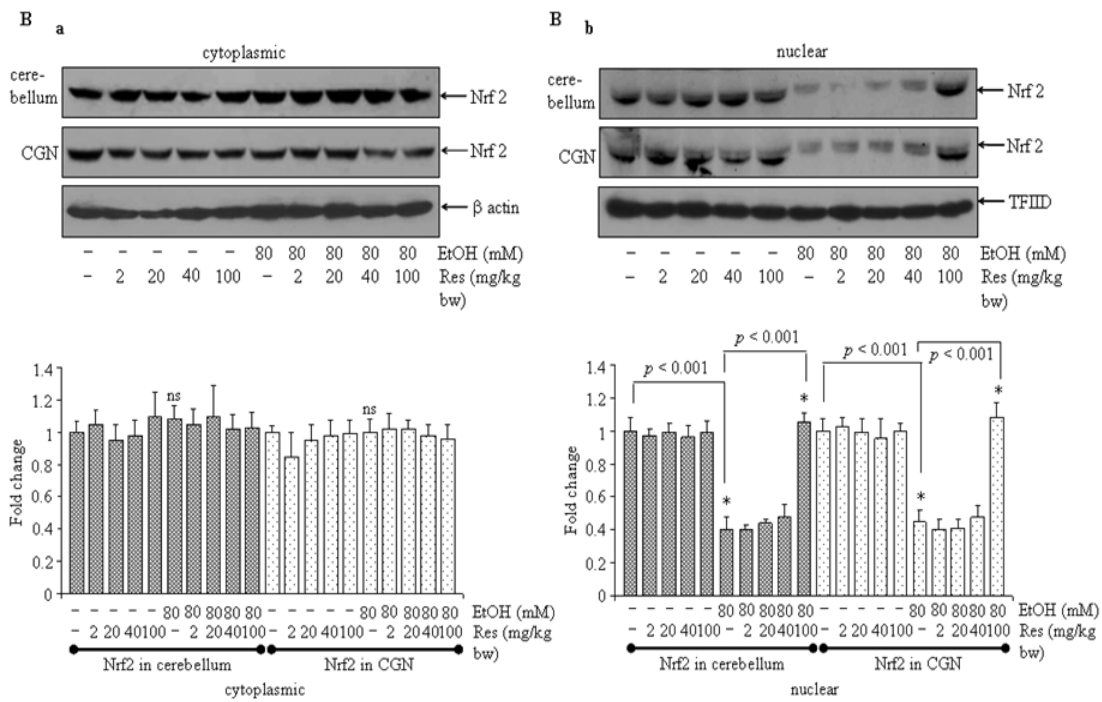 B
a
cytoplasmic
cere-
bellum
Nrf 2
CGN
Nrf 2
β actin
– – – – – 80 80 80 80 80 EtOH (mM)
– 2 20 40 100 – 2 20 40 100 Res (mg/kg
bw)
B
b
nuclear
cere-
bellum
Nrf 2
CGN
Nrf 2
TFIID
– – – – – 80 80 80 80 80 EtOH (mM)
– 2 20 40 100 – 2 20 40 100 Res (mg/kg
bw)
Fold change
1.4
1.2
1
0.8
0.6
0.4
0.2
0
ns
ns
– – – – – 80 80 80 80 80 – – – – – 80 80 80 80 80 EtOH (mM)
– 2 20 40 100 – 2 20 40 100 – 2 20 40 100 – 2 20 40 100 Res (mg/kg
bw)
Nrf2 in cerebellum
Nrf2 in CGN
cytoplasmic
Fold change
1.4
1.2
1
0.8
0.6
0.4
0.2
0
p < 0.001
p < 0.001
p < 0.001
p < 0.001
*
*
*
*
– – – – – 80 80 80 80 80 – – – – – 80 80 80 80 80 EtOH (mM)
– 2 20 40 100 – 2 20 40 100 – 2 20 40 100 – 2 20 40 100 Res (mg/kg
bw)
Nrf2 in cerebellum
Nrf2 in CGN
nuclear